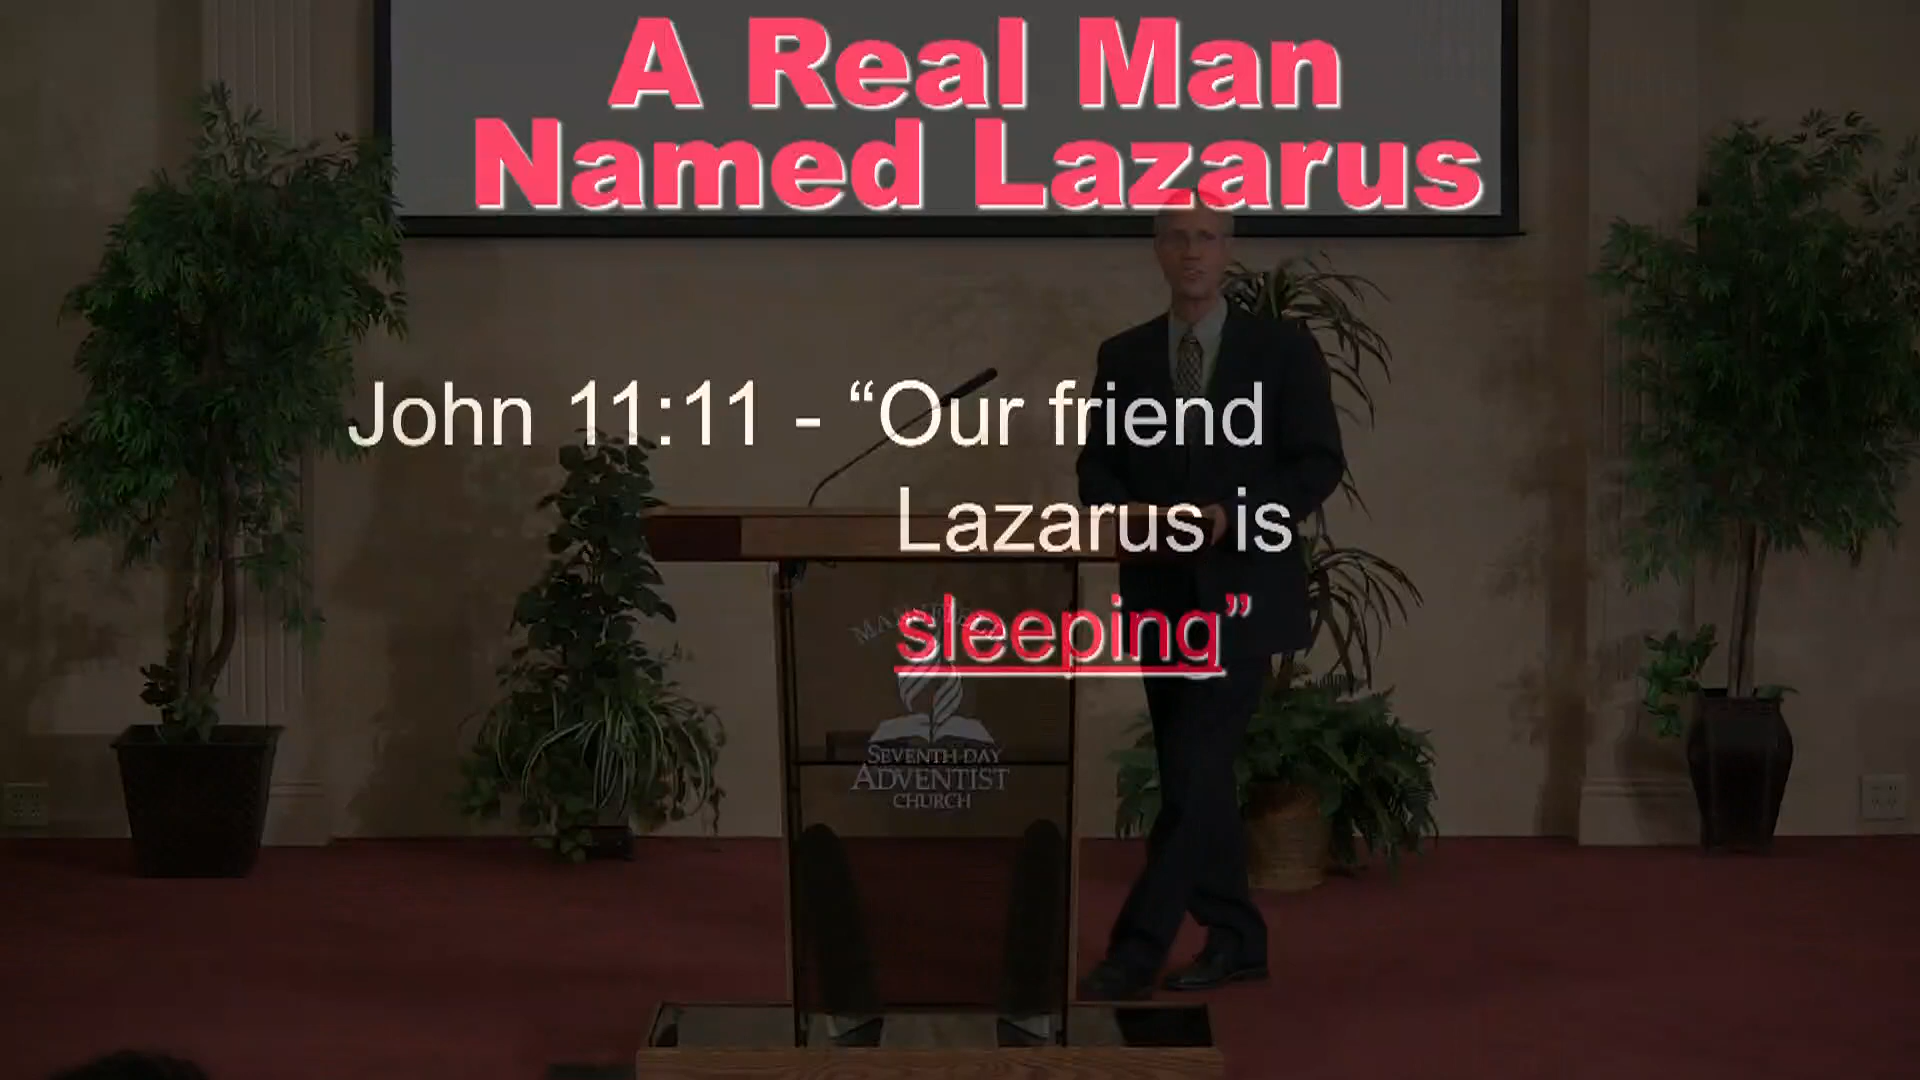 A Real Man
Named Lazarus
John 11:11 - “Our friend
Lazarus is
sleeping”
SEVENTH-DAY
ADVENTIST
CHURCH